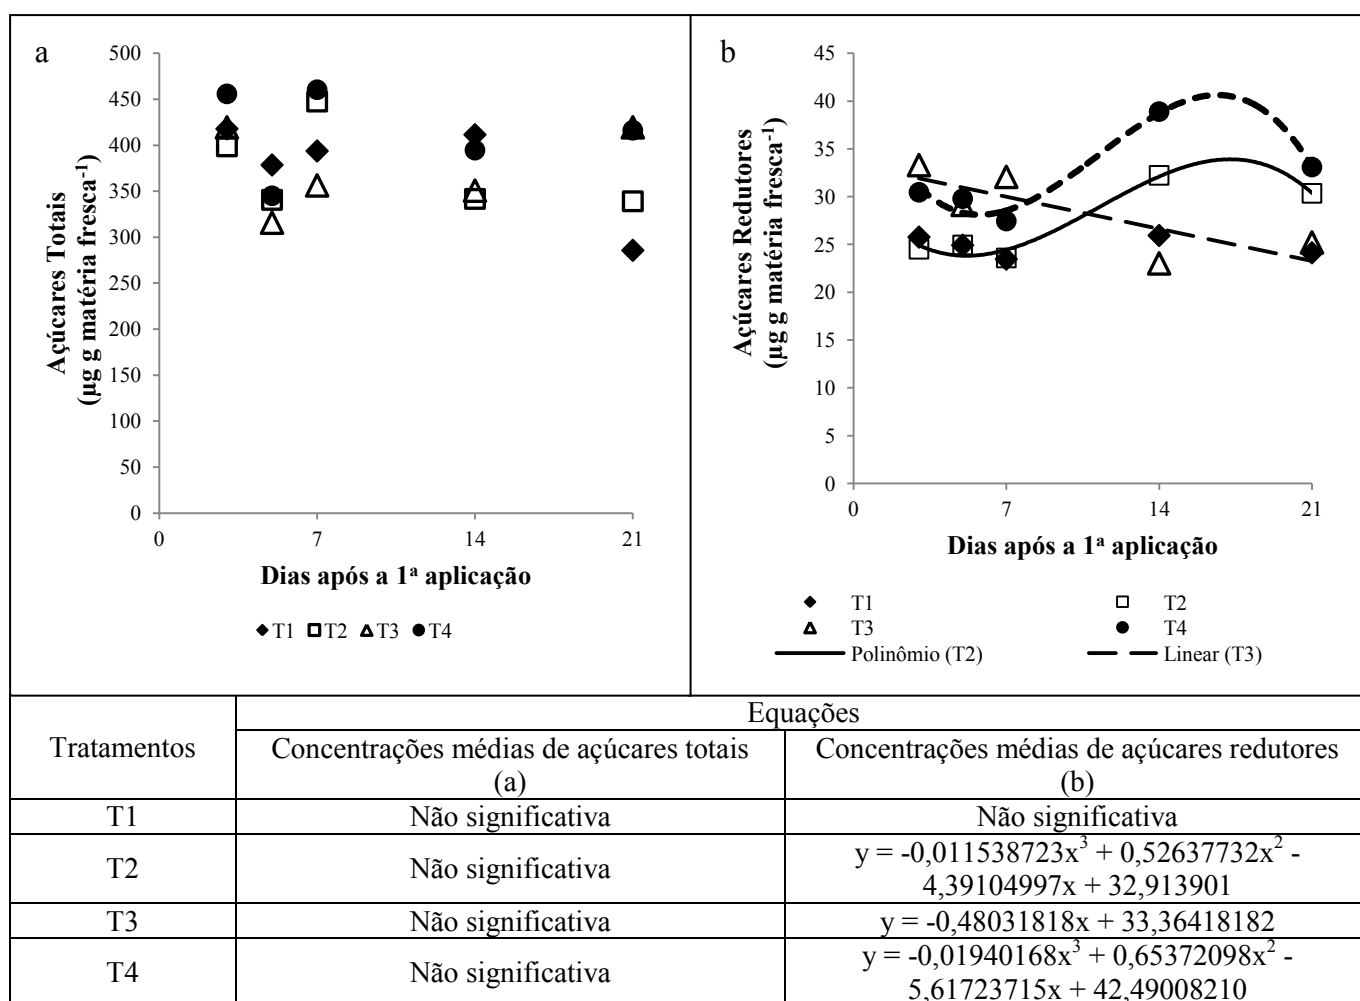 a
500
450
400
350
300
250
200
150
100
50
0
Açúcares Totais
(µg g matéria fresca⁻¹)
0 7 14 21
Dias após a 1ª aplicação
T1 T2 T3 T4
b
45
40
35
30
25
20
15
10
5
0
Açúcares Redutores
(µg g matéria fresca⁻¹)
0 7 14 21
Dias após a 1ª aplicação
T1 T2
T3 T4
Polinômio (T2) Linear (T3)
Tratamentos
Equações
Concentrações médias de açúcares totais
(a)
Concentrações médias de açúcares redutores
(b)
T1 Não significativa Não significativa
T2 Não significativa
y = -0,011538723x³ + 0,52637732x² -
4,39104997x + 32,913901
T3 Não significativa y = -0,48031818x + 33,36418182
T4 Não significativa
y = -0,01940168x³ + 0,65372098x² -
5,61723715x + 42,49008210